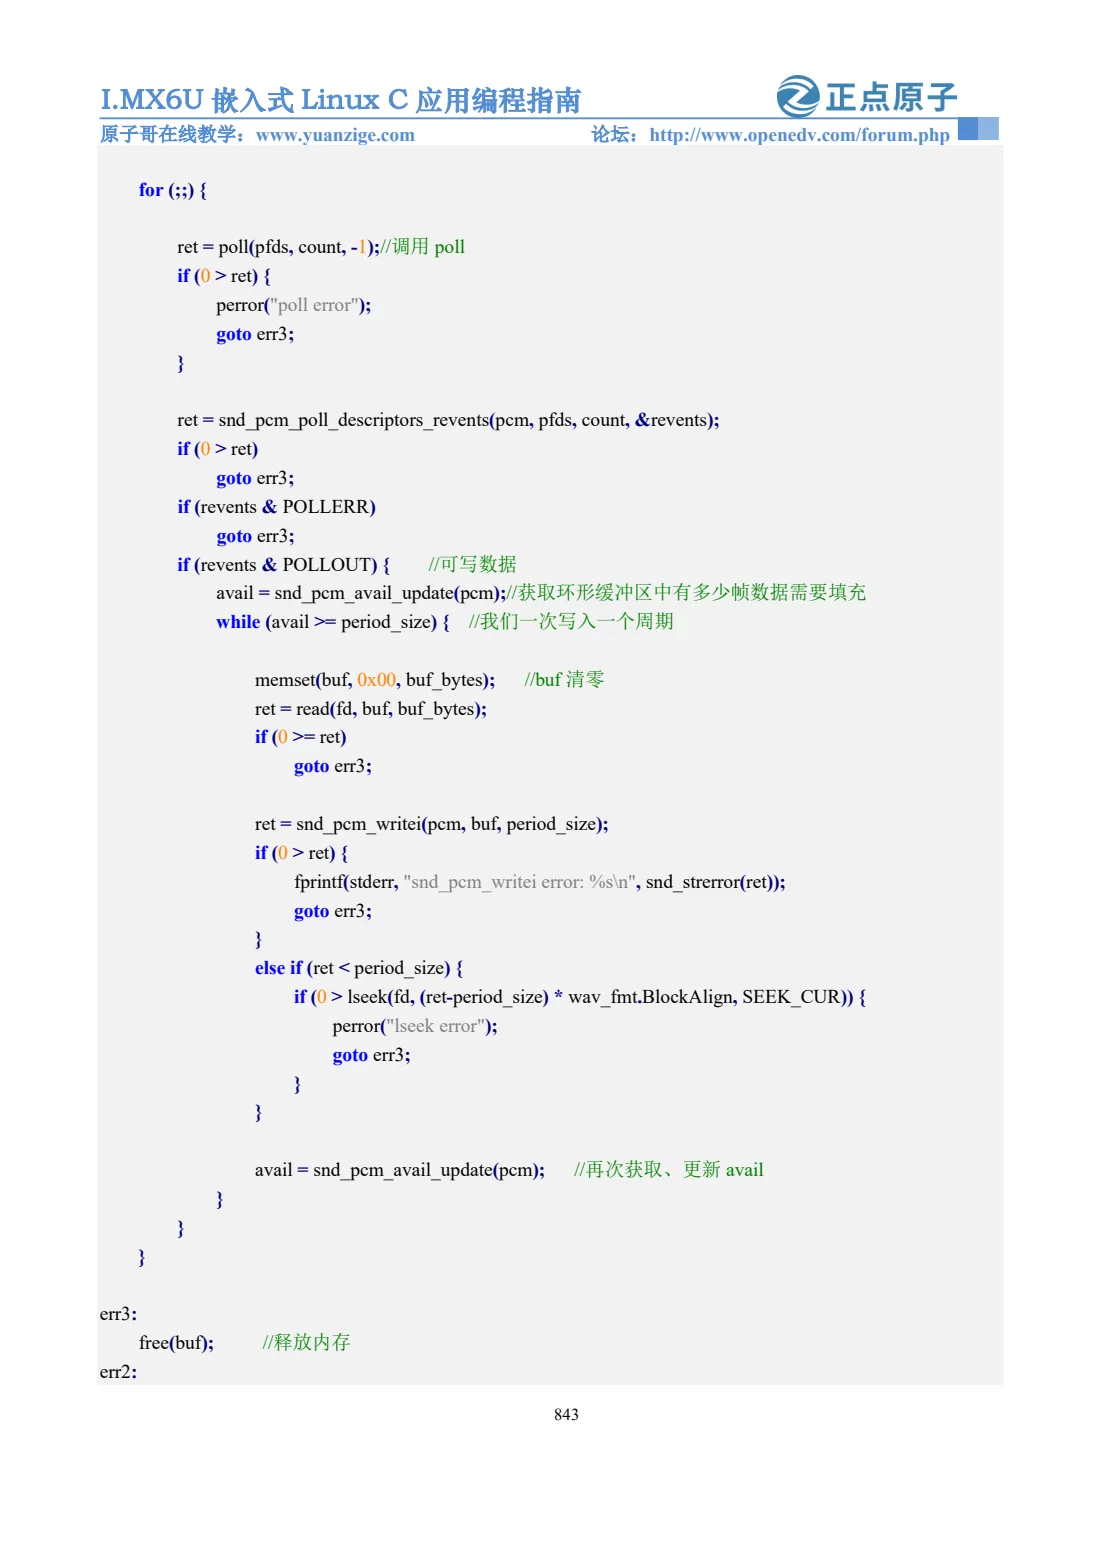 I.MX6U 嵌入式 Linux C 应用编程指南
正点原子
原子哥在线教学：www.yuanzige.com 论坛：http://www.openedv.com/forum.php
for (;;) {
ret = poll(pfds, count, -1);//调用 poll
if (0 > ret) {
perror("poll error");
goto err3;
}
ret = snd_pcm_poll_descriptors_revents(pcm, pfds, count, &revents);
if (0 > ret)
goto err3;
if (revents & POLLERR)
goto err3;
if (revents & POLLOUT) { //可写数据
avail = snd_pcm_avail_update(pcm);//获取环形缓冲区中有多少帧数据需要填充
while (avail >= period_size) { //我们一次写入一个周期
memset(buf, 0x00, buf_bytes); //buf 清零
ret = read(fd, buf, buf_bytes);
if (0 >= ret)
goto err3;
ret = snd_pcm_writei(pcm, buf, period_size);
if (0 > ret) {
fprintf(stderr, "snd_pcm_writei error: %s\n", snd_strerror(ret));
goto err3;
}
else if (ret < period_size) {
if (0 > lseek(fd, (ret-period_size) * wav_fmt.BlockAlign, SEEK_CUR)) {
perror("lseek error");
goto err3;
}
}
avail = snd_pcm_avail_update(pcm); //再次获取、更新 avail
}
}
}
err3:
free(buf); //释放内存
err2:
843